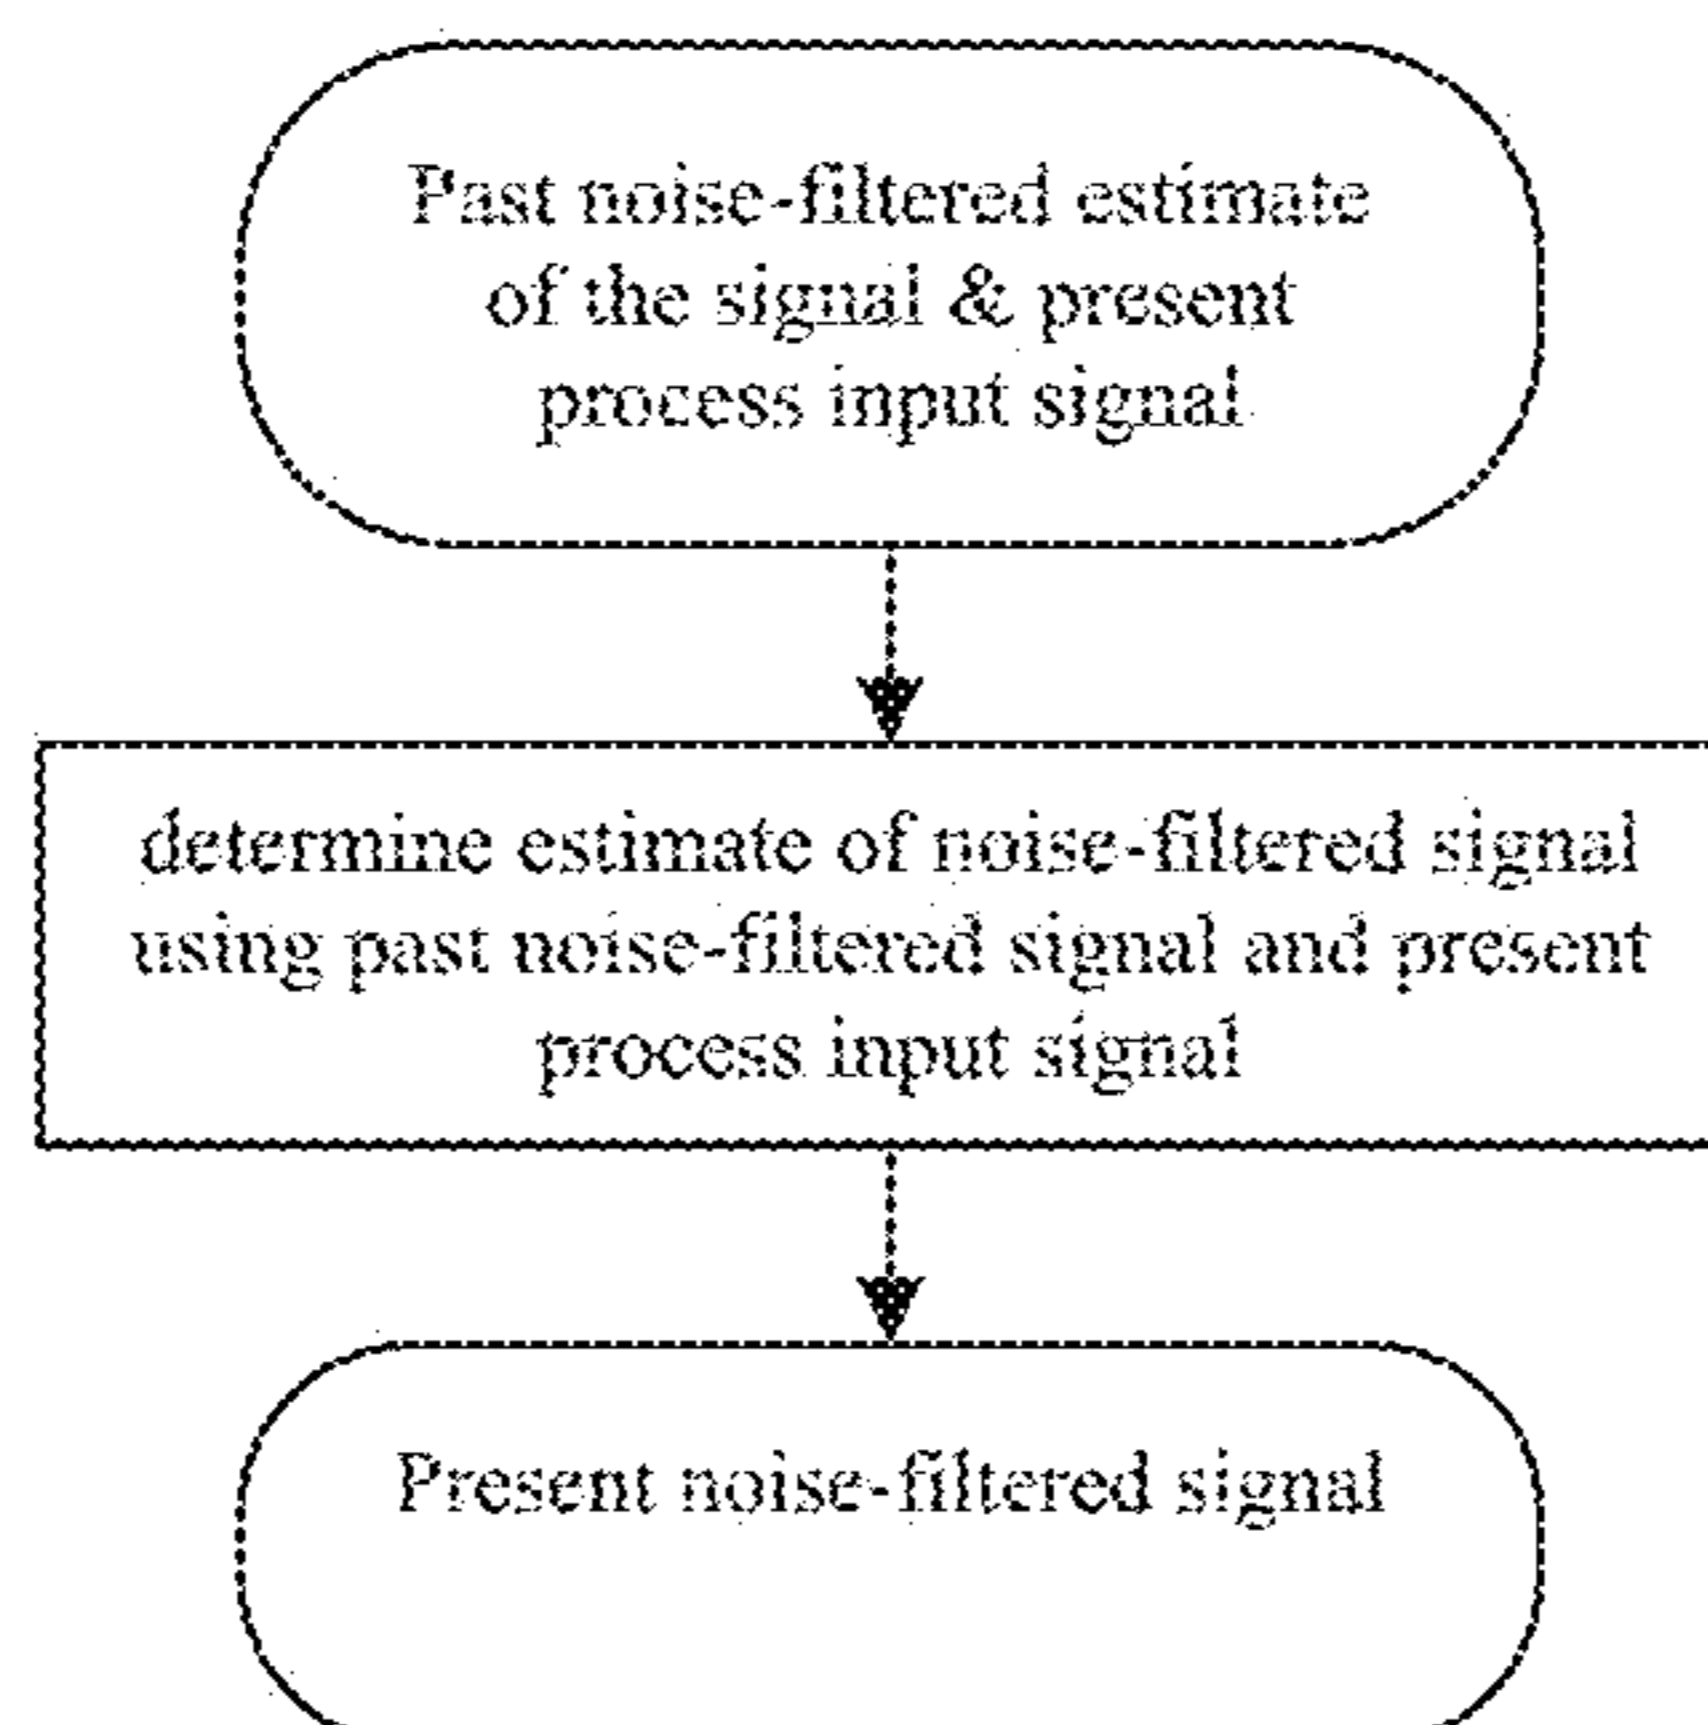 Past noise-filtered estimate
of the signal & present
process input signal
determine estimate of noise-filtered signal
using past noise-filtered signal and present
process input signal
Present noise-filtered signal